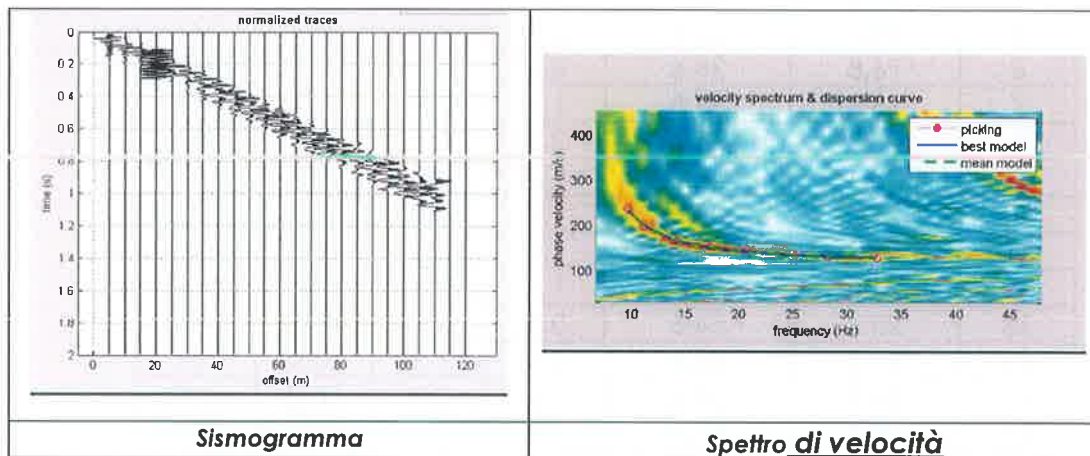 normalized traces
0
0.2
0.4
0.6
0.8
1
1.2
1.4
1.6
1.8
2
time (s)
0 20 40 60 80 100 120
offset (m)
velocity spectrum & dispersion curve
picking
best model
mean model
400
300
200
100
phase velocity (m/s)
10 15 20 25 30 35 40 45
frequency (Hz)
Sismogramma
Spettro di velocità